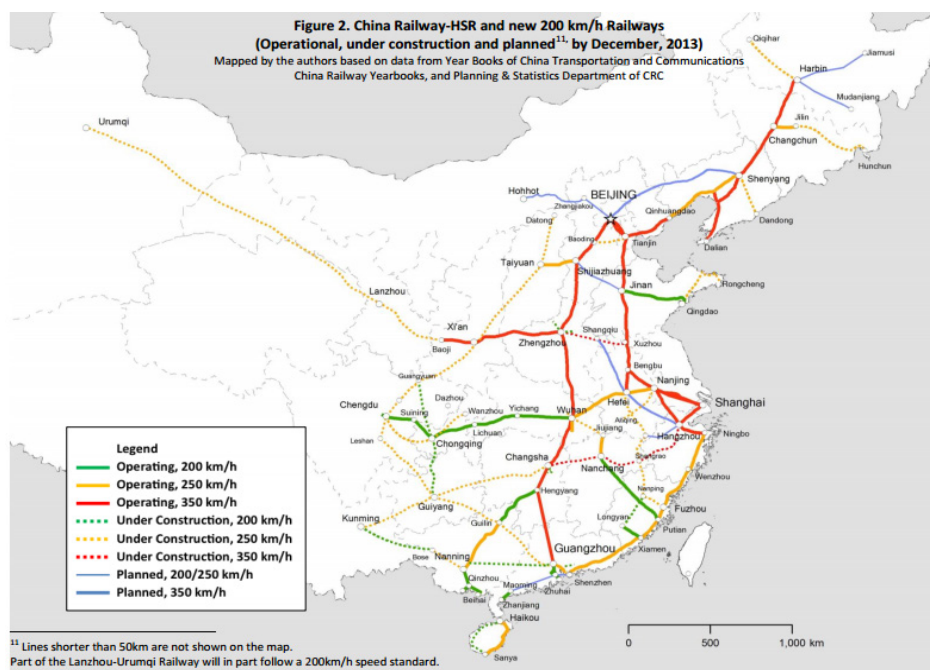 Figure 2. China Railway-HSR and new 200 km/h Railways
(Operational, under construction and planned11, by December, 2013)
Mapped by the authors based on data from Year Books of China Transportation and Communications
China Railway Yearbooks, and Planning & Statistics Department of CRC
Qiqihar
Jiamusi
Harbin
Mudanjiang
Urumqi
Jilin
Changchun
Hunchun
Shenyang
Hohhot
BEIJING
Zhangjiakou
Qinhuangdao
Datong
Dandong
Baoding
Tianjin
Dalian
Taiyuan
Shijiazhuang
Rongcheng
Jinan
Lanzhou
Qingdao
Xi'an
Baoji
Zhengzhou
Shangqiu
Xuzhou
Bengbu
Guangyuan
Nanjing
Shanghai
Chengdu
Dazhou
Hefei
Suining
Wanzhou
Yichang
Wuhan
Anqing
Lichuan
Jiujiang
Hangzhou
Ningbo
Leshan
Chongqing
Legend
Operating, 200 km/h
Operating, 250 km/h
Operating, 350 km/h
Under Construction, 200 km/h
Under Construction, 250 km/h
Under Construction, 350 km/h
Planned, 200/250 km/h
Planned, 350 km/h
Changsha
Nanchang
Shangrao
Wenzhou
Hengyang
Nanping
Guiyang
Fuzhou
Kunming
Guilin
Longyan
Putian
Xiamen
Bose
Nanning
Guangzhou
Qinzhou
Maoming
Shenzhen
Zhuhai
Beihai
Zhanjiang
Haikou
Sanya
0
500
1,000 km
11 Lines shorter than 50km are not shown on the map.
Part of the Lanzhou-Urumqi Railway will in part follow a 200km/h speed standard.